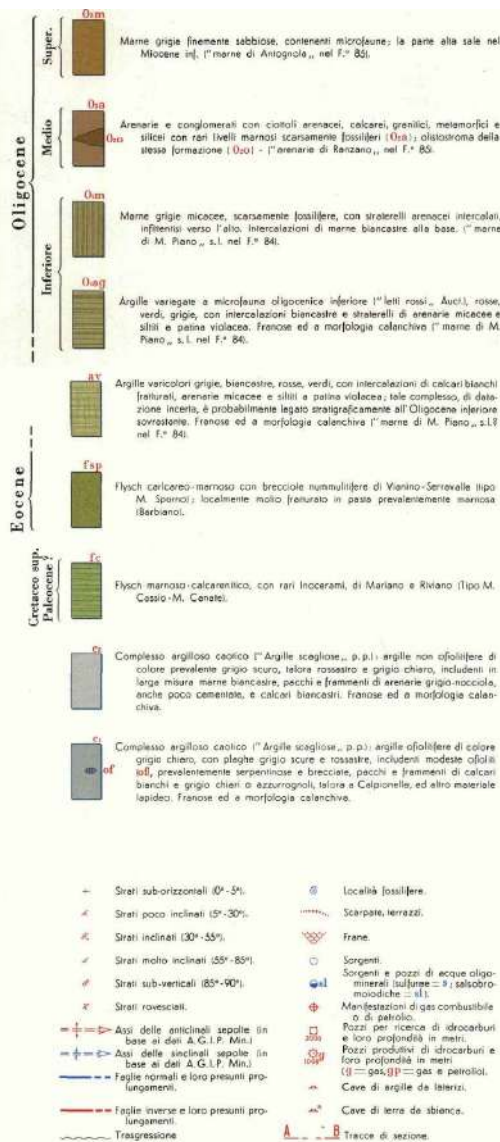 Oligocene
Super.
O₃m
Marne grigie finemente sabbiose, contenenti microfaune; la parte alta sale nel
Miocene inf. ("marne di Antognola„ nel F.° 85).
Medio
O₂a
O₂o
Arenarie e conglomerati con ciottoli arenacei, calcarei, granitici, metamorfici e
silicei con rari livelli marnosi scarsamente fossiliferi (O₂a); olistostroma della
stessa formazione (O₂o) - ("arenarie di Ranzano„ nel F.° 85).
Inferiore
O₁m
Marne grigie micacee, scarsamente fossilifere, con straterelli arenacei intercalati,
infittentisi verso l'alto. Intercalazioni di marne biancastre alla base. ("marne
di M. Piano„ s.l. nel F.° 84).
O₁ag
Argille variegate a microfauna oligocenica inferiore ("letti rossi„ Auct.), rosse,
verdi, grigie, con intercalazioni biancastre e straterelli di arenarie micacee e
siltiti a patina violacea. Franose ed a morfologia calanchiva ("marne di M.
Piano„ s.l. nel F.° 84).
Eocene
av
Argille varicolori grigie, biancastre, rosse, verdi, con intercalazioni di calcari bianchi
fratturati, arenarie micacee e siltiti a patina violacea; tale complesso, di data-
zione incerta, è probabilmente legato stratigraficamente all'Oligocene inferiore
sovrastante. Franose ed a morfologia calanchiva ("marne di M. Piano„ s.l.?
nel F.° 84).
fsp
Flysch carlcareo-marnoso con brecciole nummulitifere di Vianino-Serravalle (tipo
M. Sporno); localmente molto fratturato in pasta prevalentemente marnosa
(Barbiano).
Cretacco sup.
Paleocene?
fc
Flysch marnoso-calcarenitico, con rari Inocerami, di Mariano e Riviano (Tipo M.
Cassio-M. Canate).
Complesso argilloso caotico ("Argille scagliose„ p.p.): argille non ofiolitifere di
colore prevalente grigio scuro, talora rossastro e grigio chiaro, includenti in
larga misura marne biancastre, pacchi e frammenti di arenarie grigio-nocciola,
anche poco cementate, e calcari biancastri. Franose ed a morfologia calan-
chiva.
of
Complesso argilloso caotico ("Argille scagliose„ p.p.): argille ofiolitifere di colore
grigio chiaro, con plaghe grigio scure e rossastre, includenti modeste ofioliti
(of), prevalentemente serpentinose e brecciate, pacchi e frammenti di calcari
bianchi e grigio chiari o azzurrognoli, talora a Calpionelle, ed altro materiale
lapideo. Franose ed a morfologia calanchiva.
Strati sub-orizzontali (0°-5°).
Strati poco inclinati (5°-30°).
Strati inclinati (30°-55°).
Strati molto inclinati (55°-85°).
Strati sub-verticali (85°-90°).
Strati rovesciati.
Assi delle anticlinali sepolte (in
base ai dati A.G.I.P. Min.)
Assi delle sinclinali sepolte (in
base ai dati A.G.I.P. Min.)
Faglie normali e loro presunti pro-
lungamenti.
Faglie inverse e loro presunti pro-
lungamenti.
Trasgressione
Località fossilifere.
Scarpate, terrazzi.
Frane.
Sorgenti.
sl
Sorgenti e pozzi di acque oligo-
minerali (sulfuree = s; salsobro-
moiodiche = sl).
Manifestazioni di gas combustibile
o di petrolio.
Pozzi per ricerca di idrocarburi
e loro profondità in metri.
g
Pozzi produttivi di idrocarburi e
loro profondità in metri
(g = gas, gp = gas e petrolio).
Cave di argille da laterizi.
Cave di terra da sbianca.
A B Tracce di sezione.